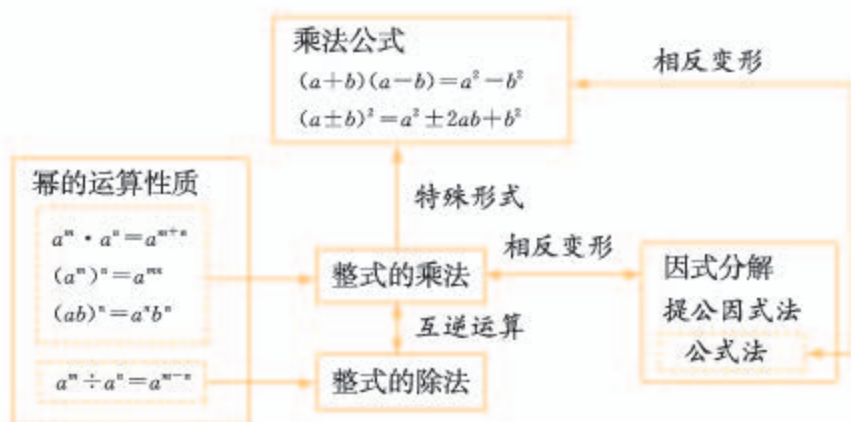 乘法公式
(a+b)(a-b)=a²-b²
(a±b)²=a²±2ab+b²
相反变形
特殊形式
幂的运算性质
aᵐ·aⁿ=aᵐ⁺ⁿ
(aᵐ)ⁿ=aᵐⁿ
(ab)ⁿ=aⁿbⁿ
aᵐ÷aⁿ=aᵐ⁻ⁿ
整式的乘法
互逆运算
整式的除法
相反变形
因式分解
提公因式法
公式法